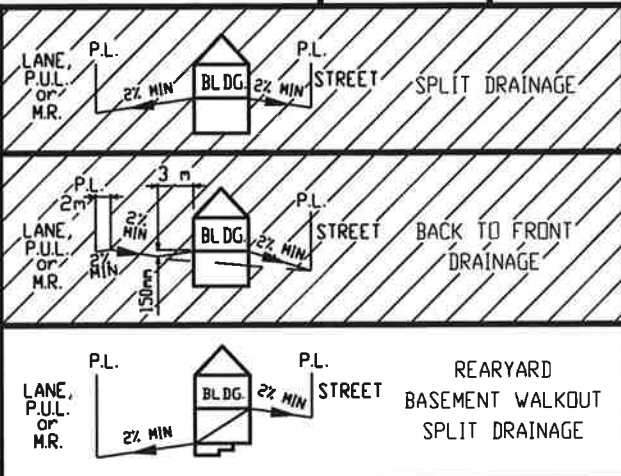 P.L.
P.L.
LANE,
P.U.L.
or
M.R.
2% MIN
BLDG.
2% MIN
STREET
SPLIT DRAINAGE
3 m
P.L.
P.L.
2m
2%
MIN
LANE,
P.U.L.
or
M.R.
2%
MIN
150mm
BLDG.
2% MIN
STREET
BACK TO FRONT
DRAINAGE
P.L.
P.L.
LANE,
P.U.L.
or
M.R.
2% MIN
BLDG.
2% MIN
STREET
REARYARD
BASEMENT WALKOUT
SPLIT DRAINAGE